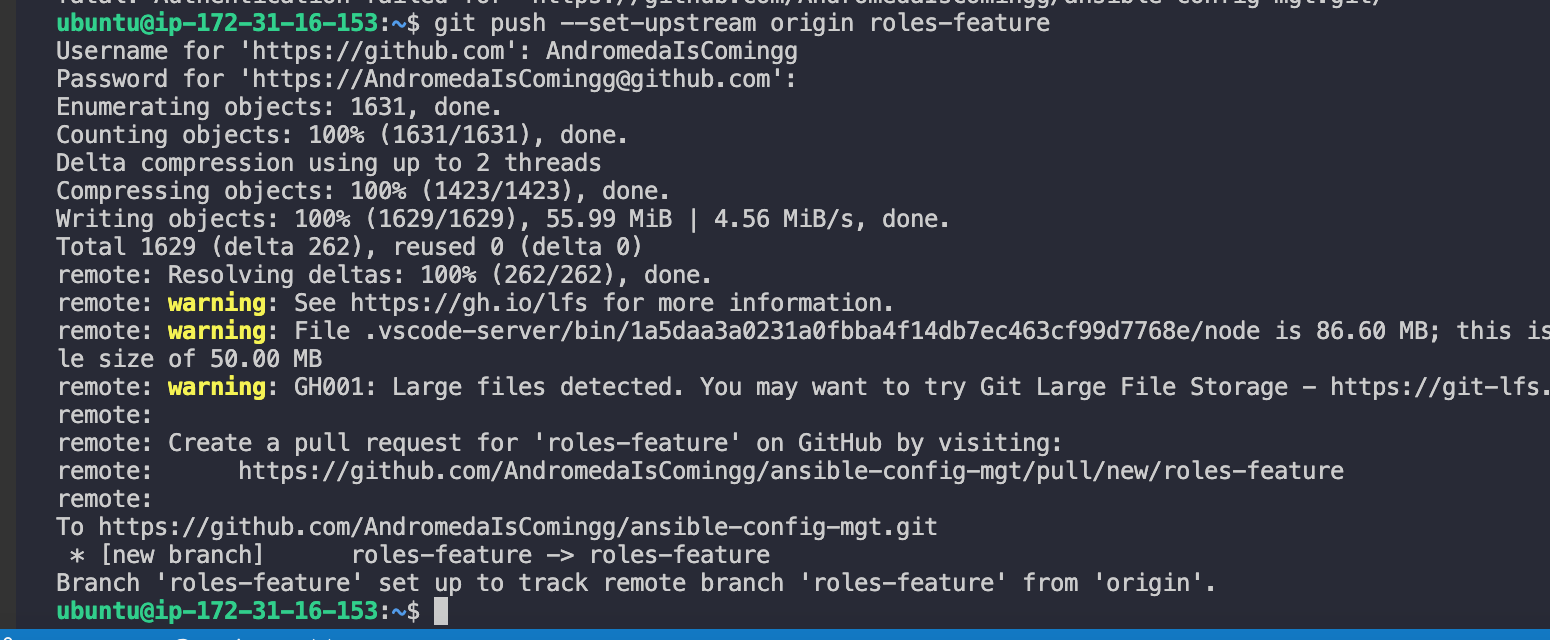 ubuntu@ip-172-31-16-153:~$ git push --set-upstream origin roles-feature
Username for 'https://github.com': AndromedaIsComingg
Password for 'https://AndromedaIsComingg@github.com':
Enumerating objects: 1631, done.
Counting objects: 100% (1631/1631), done.
Delta compression using up to 2 threads
Compressing objects: 100% (1423/1423), done.
Writing objects: 100% (1629/1629), 55.99 MiB | 4.56 MiB/s, done.
Total 1629 (delta 262), reused 0 (delta 0)
remote: Resolving deltas: 100% (262/262), done.
remote: warning: See https://gh.io/lfs for more information.
remote: warning: File .vscode-server/bin/1a5daa3a0231a0fbba4f14db7ec463cf99d7768e/node is 86.60 MB; this is
le size of 50.00 MB
remote: warning: GH001: Large files detected. You may want to try Git Large File Storage - https://git-lfs.
remote:
remote: Create a pull request for 'roles-feature' on GitHub by visiting:
remote:      https://github.com/AndromedaIsComingg/ansible-config-mgt/pull/new/roles-feature
remote:
To https://github.com/AndromedaIsComingg/ansible-config-mgt.git
 * [new branch]      roles-feature -> roles-feature
Branch 'roles-feature' set up to track remote branch 'roles-feature' from 'origin'.
ubuntu@ip-172-31-16-153:~$